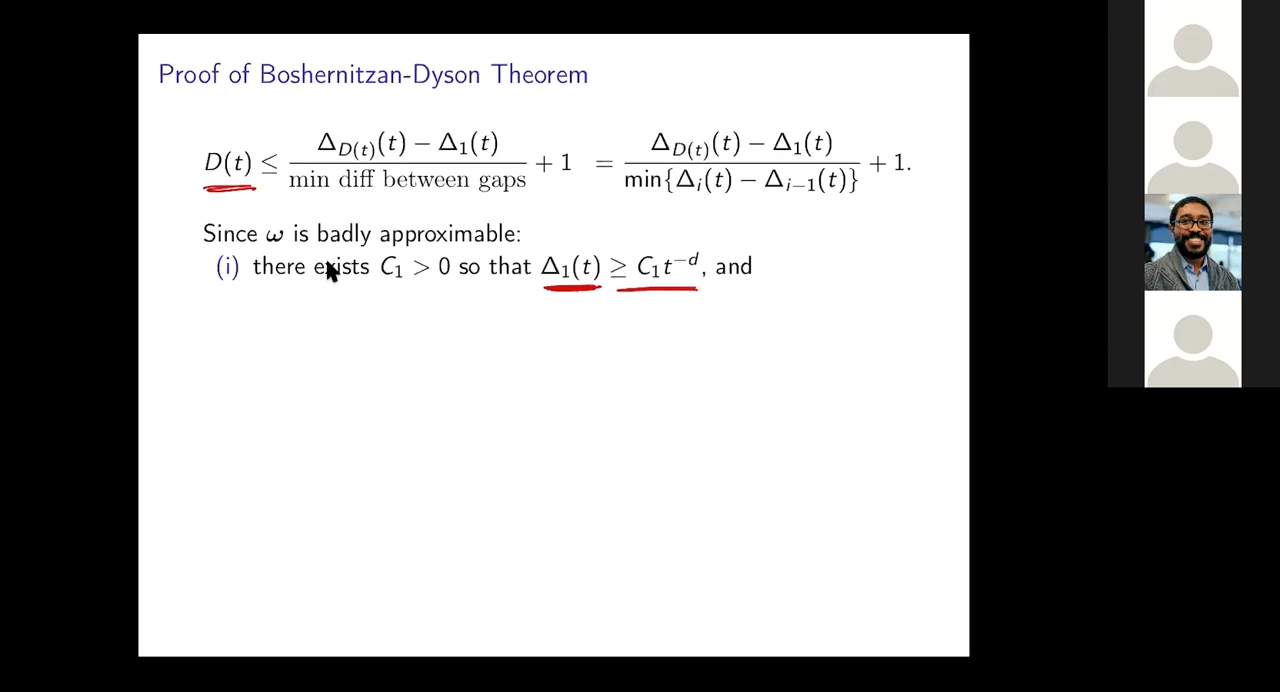 Proof of Boshernitzan-Dyson Theorem
D(t) ≤ (Δ_{D(t)}(t) − Δ_1(t)) / (min diff between gaps) + 1 = (Δ_{D(t)}(t) − Δ_1(t)) / (min{Δ_i(t) − Δ_{i−1}(t)}) + 1.
Since ω is badly approximable:
(i) there exists C_1 > 0 so that Δ_1(t) ≥ C_1 t^{−d}, and